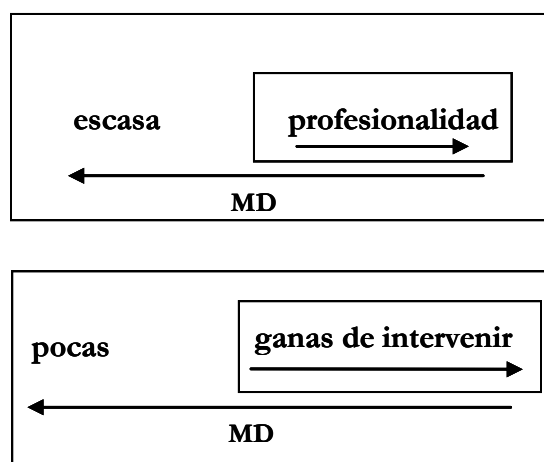 escasa profesionalidad
MD
pocas ganas de intervenir
MD